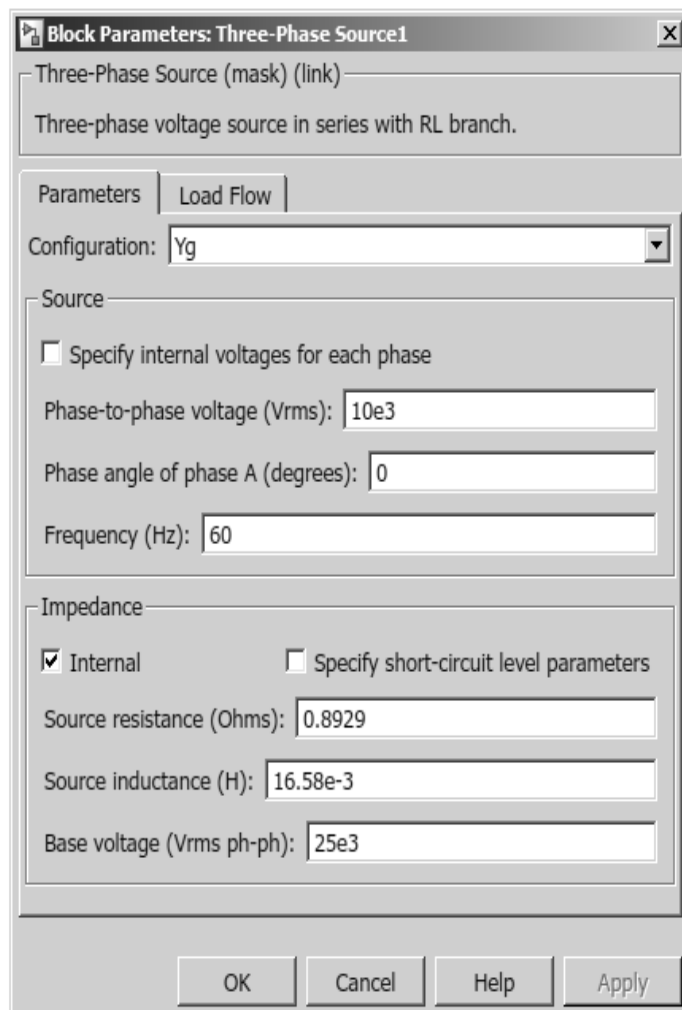 Block Parameters: Three-Phase Source1
Three-Phase Source (mask) (link)
Three-phase voltage source in series with RL branch.
Parameters Load Flow
Configuration: Yg
Source
Specify internal voltages for each phase
Phase-to-phase voltage (Vrms): 10e3
Phase angle of phase A (degrees): 0
Frequency (Hz): 60
Impedance
Internal Specify short-circuit level parameters
Source resistance (Ohms): 0.8929
Source inductance (H): 16.58e-3
Base voltage (Vrms ph-ph): 25e3
OK Cancel Help Apply